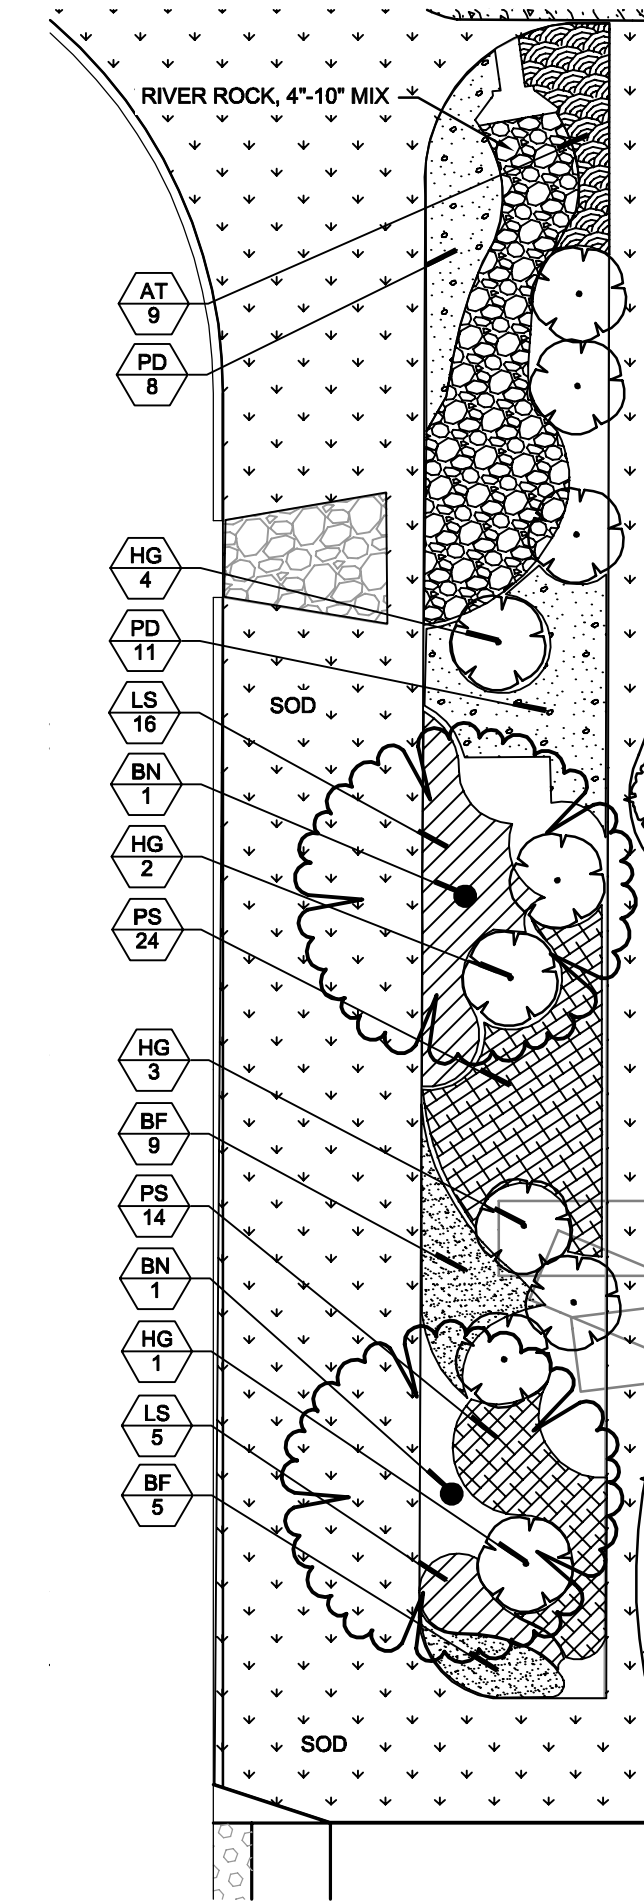 RIVER ROCK, 4"-10" MIX
AT
9
PD
8
HG
4
PD
11
LS
16
SOD
BN
1
HG
2
PS
24
HG
3
BF
9
PS
14
BN
1
HG
1
LS
5
BF
5
SOD